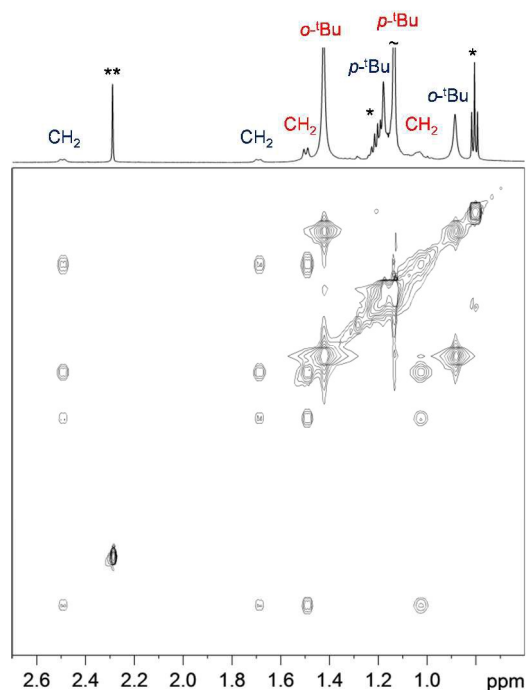 o-ᵗBu p-ᵗBu
** ~ *
p-ᵗBu
* o-ᵗBu
CH₂ CH₂ CH₂ CH₂
2.6 2.4 2.2 2.0 1.8 1.6 1.4 1.2 1.0 ppm